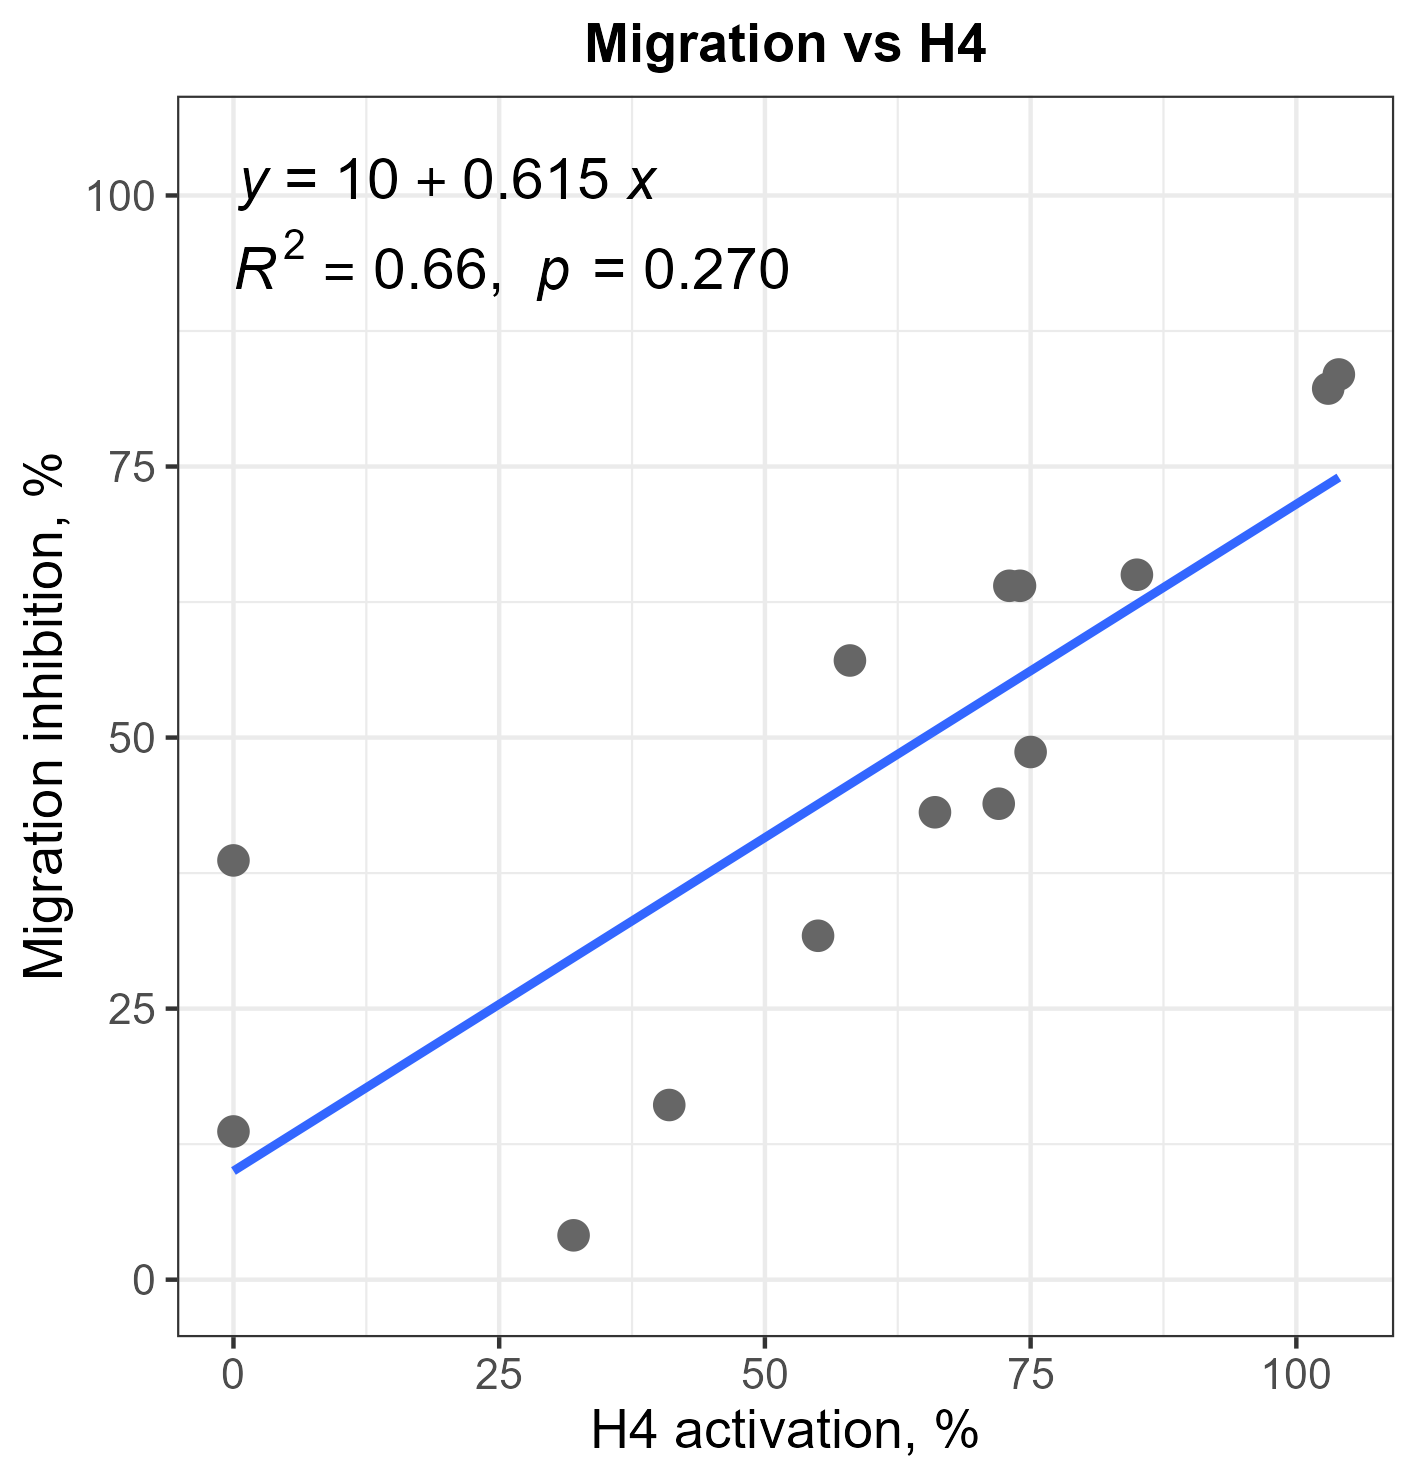 Migration vs H4
y = 10 + 0.615 x
R² = 0.66, p = 0.270
100
75
50
25
0
Migration inhibition, %
0 25 50 75 100
H4 activation, %